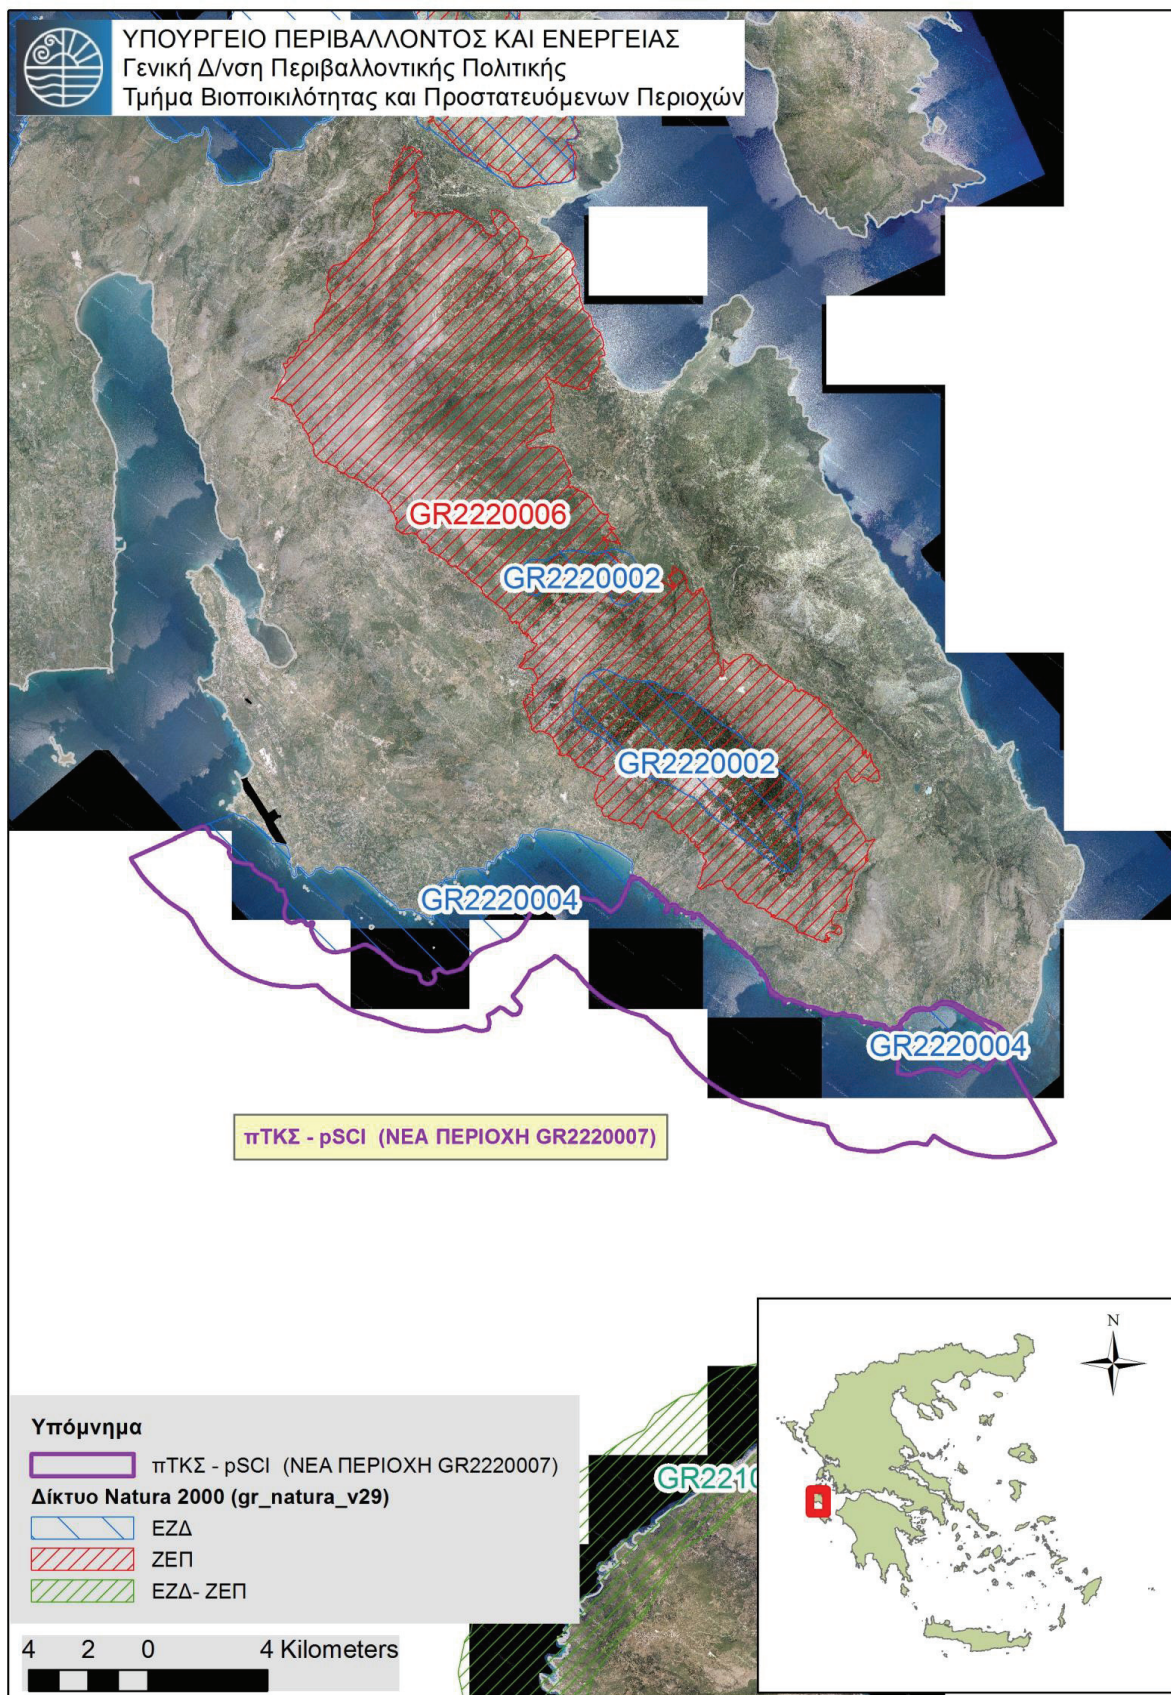 ΥΠΟΥΡΓΕΙΟ ΠΕΡΙΒΑΛΛΟΝΤΟΣ ΚΑΙ ΕΝΕΡΓΕΙΑΣ
Γενική Δ/νση Περιβαλλοντικής Πολιτικής
Τμήμα Βιοποικιλότητας και Προστατευόμενων Περιοχών
GR2220006
GR2220002
GR2220002
GR2220004
GR2220004
πΤΚΣ - pSCI (ΝΕΑ ΠΕΡΙΟΧΗ GR2220007)
N
GR2210
Υπόμνημα
πΤΚΣ - pSCI (ΝΕΑ ΠΕΡΙΟΧΗ GR2220007)
Δίκτυο Natura 2000 (gr_natura_v29)
ΕΖΔ
ΖΕΠ
ΕΖΔ- ΖΕΠ
4 2 0 4 Kilometers